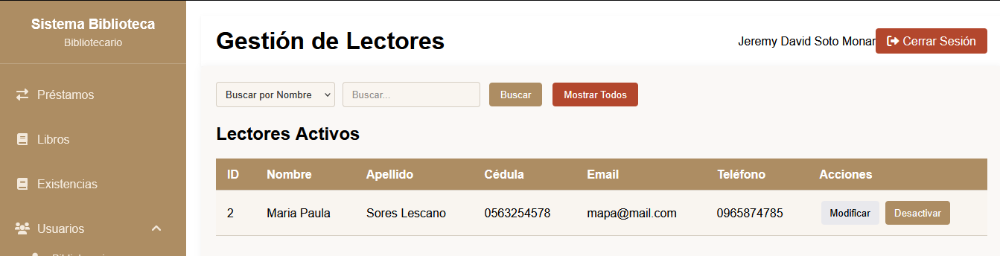 Sistema Biblioteca
Bibliotecario
Préstamos
Libros
Existencias
Usuarios
Gestión de Lectores
Jeremy David Soto Monar
Cerrar Sesión
Buscar por Nombre
Buscar...
Buscar
Mostrar Todos
Lectores Activos
ID Nombre Apellido Cédula Email Teléfono Acciones
2 Maria Paula Sores Lescano 0563254578 mapa@mail.com 0965874785 Modificar Desactivar